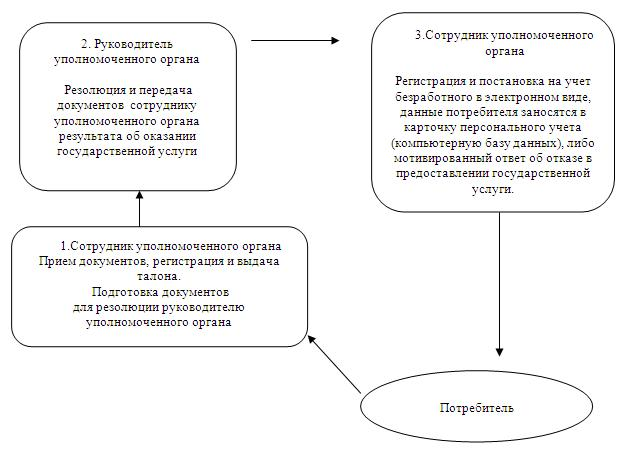 2. Руководитель
уполномоченного органа
Резолюция и передача
документов сотруднику
уполномоченного органа
результата об оказании
государственной услуги
3.Сотрудник уполномоченного
органа
Регистрация и постановка на учет
безработного в электронном виде,
данные потребителя заносятся в
карточку персонального учета
(компьютерную базу данных), либо
мотивированный ответ об отказе в
предоставлении государственной
услуги.
1.Сотрудник уполномоченного органа
Прием документов, регистрация и выдача
талона.
Подготовка документов
для резолюции руководителю
уполномоченного органа
Потребитель